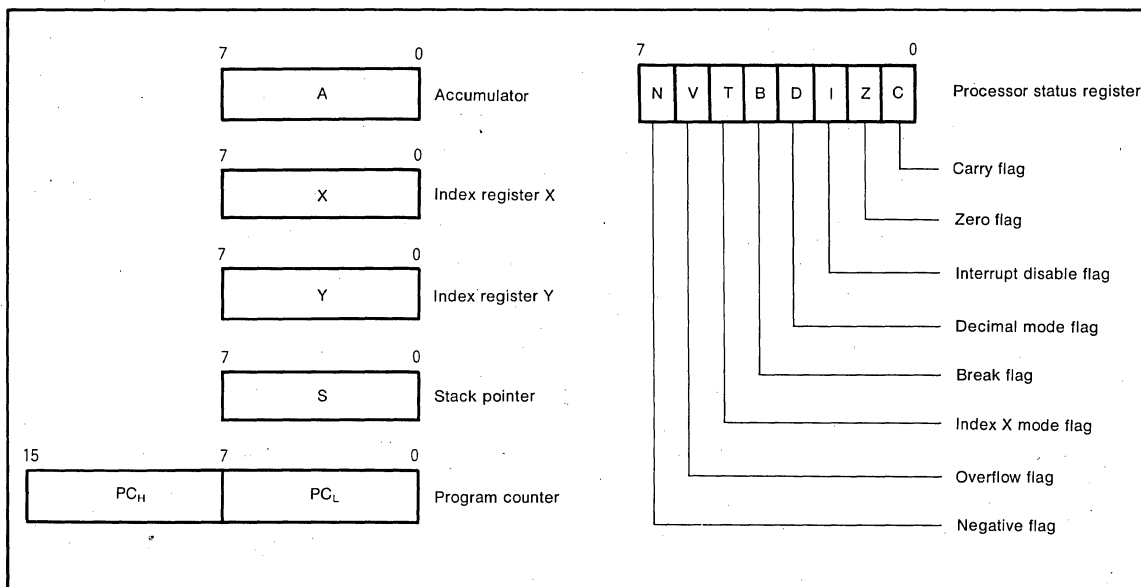 7 0
A
Accumulator
7 0
X
Index register X
7 0
Y
Index register Y
7 0
S
Stack pointer
15 7 0
PCH PCL
Program counter
7 0
N V T B D I Z C
Processor status register
Carry flag
Zero flag
Interrupt disable flag
Decimal mode flag
Break flag
Index X mode flag
Overflow flag
Negative flag